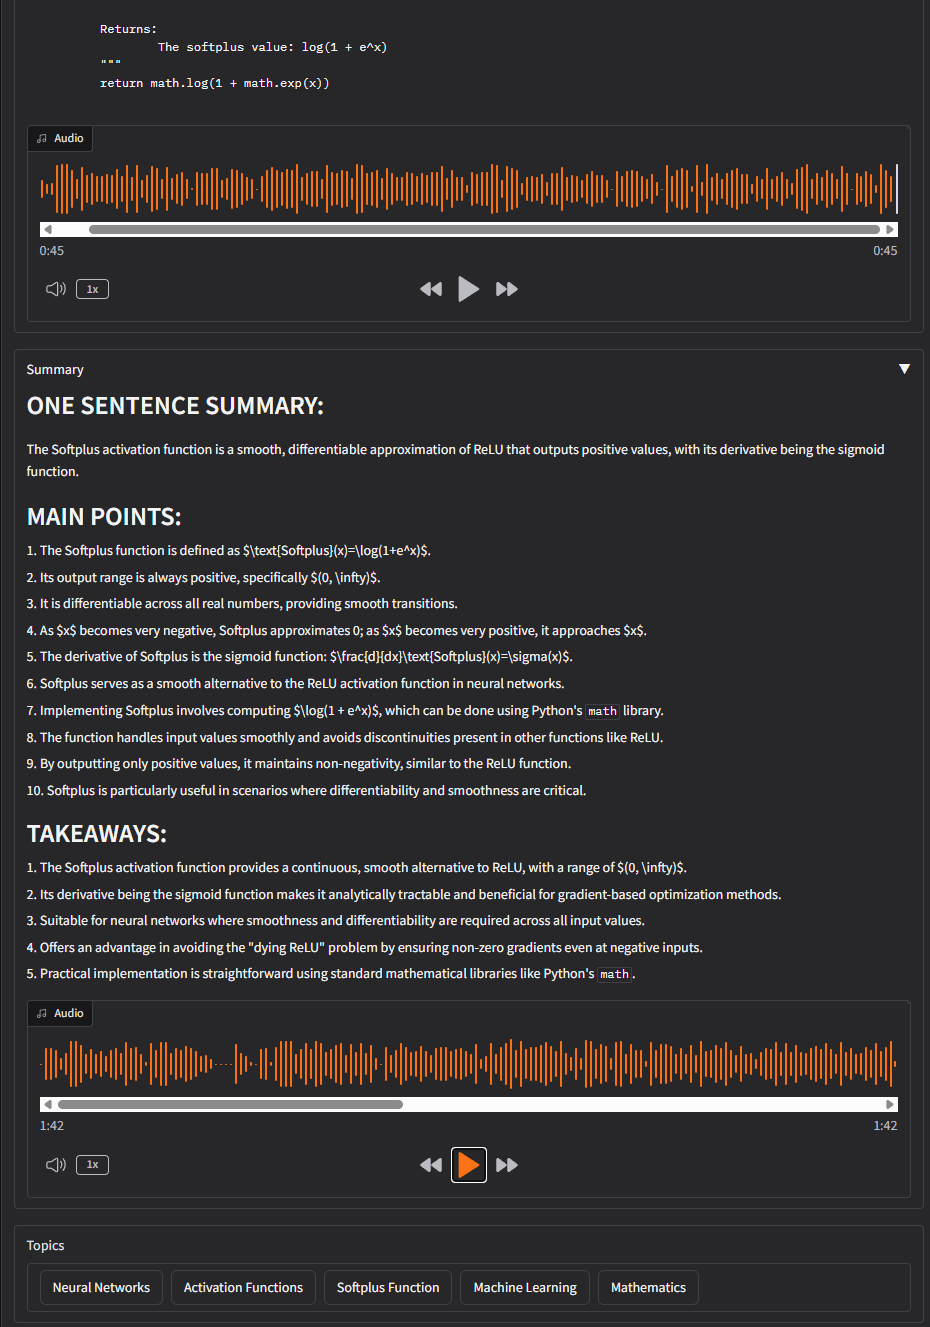 Returns:
The softplus value: log(1 + e^x)
"""
return math.log(1 + math.exp(x))
Audio
0:45
0:45
1x
Summary
ONE SENTENCE SUMMARY:
The Softplus activation function is a smooth, differentiable approximation of ReLU that outputs positive values, with its derivative being the sigmoid
function.
MAIN POINTS:
1. The Softplus function is defined as $\text{Softplus}(x)=\log(1+e^x)$.
2. Its output range is always positive, specifically $(0, \infty)$.
3. It is differentiable across all real numbers, providing smooth transitions.
4. As $x$ becomes very negative, Softplus approximates 0; as $x$ becomes very positive, it approaches $x$.
5. The derivative of Softplus is the sigmoid function: $\frac{d}{dx}\text{Softplus}(x)=\sigma(x)$.
6. Softplus serves as a smooth alternative to the ReLU activation function in neural networks.
7. Implementing Softplus involves computing $\log(1 + e^x)$, which can be done using Python's math library.
8. The function handles input values smoothly and avoids discontinuities present in other functions like ReLU.
9. By outputting only positive values, it maintains non-negativity, similar to the ReLU function.
10. Softplus is particularly useful in scenarios where differentiability and smoothness are critical.
TAKEAWAYS:
1. The Softplus activation function provides a continuous, smooth alternative to ReLU, with a range of $(0, \infty)$.
2. Its derivative being the sigmoid function makes it analytically tractable and beneficial for gradient-based optimization methods.
3. Suitable for neural networks where smoothness and differentiability are required across all input values.
4. Offers an advantage in avoiding the "dying ReLU" problem by ensuring non-zero gradients even at negative inputs.
5. Practical implementation is straightforward using standard mathematical libraries like Python's math.
Audio
1:42
1:42
1x
Topics
Neural Networks
Activation Functions
Softplus Function
Machine Learning
Mathematics